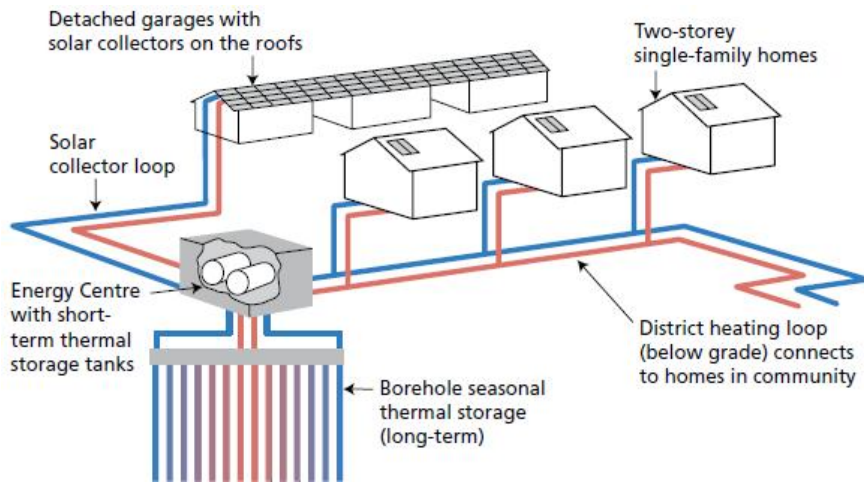 Detached garages with
solar collectors on the roofs
Two-storey
single-family homes
Solar
collector loop
Energy Centre
with short-
term thermal
storage tanks
District heating loop
(below grade) connects
to homes in community
Borehole seasonal
thermal storage
(long-term)